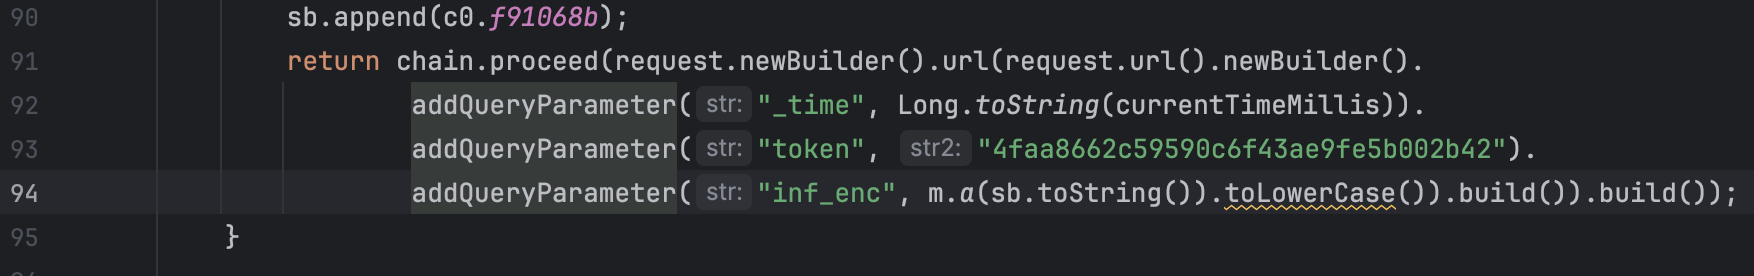 90 sb.append(c0.f91068b);
91 return chain.proceed(request.newBuilder().url(request.url().newBuilder().
92 addQueryParameter( str: "_time", Long.toString(currentTimeMillis)).
93 addQueryParameter( str: "token", str2: "4faa8662c59590c6f43ae9fe5b002b42").
94 addQueryParameter( str: "inf_enc", m.a(sb.toString()).toLowerCase()).build()).build());
95 }